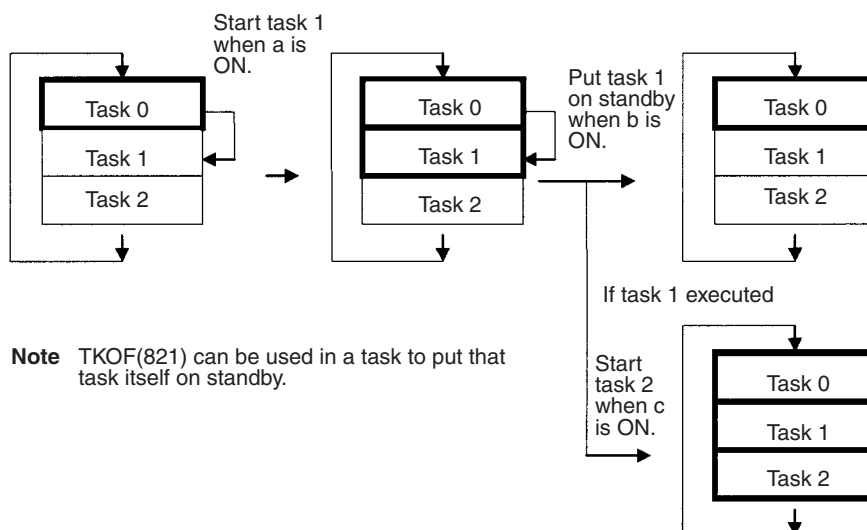 Start task 1
when a is
ON.
Task 0
Task 1
Task 2
Task 0
Task 1
Task 2
Put task 1
on standby
when b is
ON.
Task 0
Task 1
Task 2
If task 1 executed
Note TKOF(821) can be used in a task to put that
task itself on standby.
Start
task 2
when c
is ON.
Task 0
Task 1
Task 2